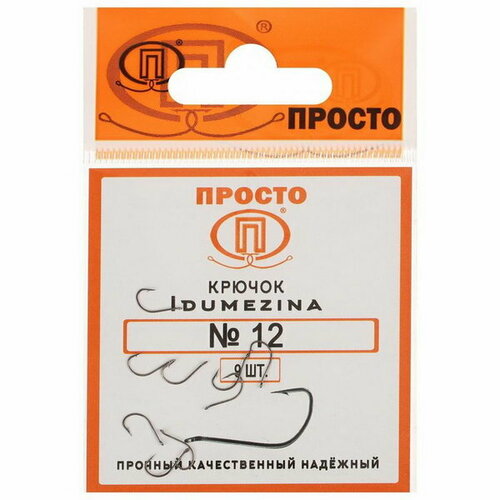 П
®
ПРОСТО
ПРОСТО
П
®
КРЮЧОК
IDUMEZINA
№ 12
9 ШТ.
ПРОЧНЫЙ КАЧЕСТВЕННЫЙ НАДЁЖНЫЙ